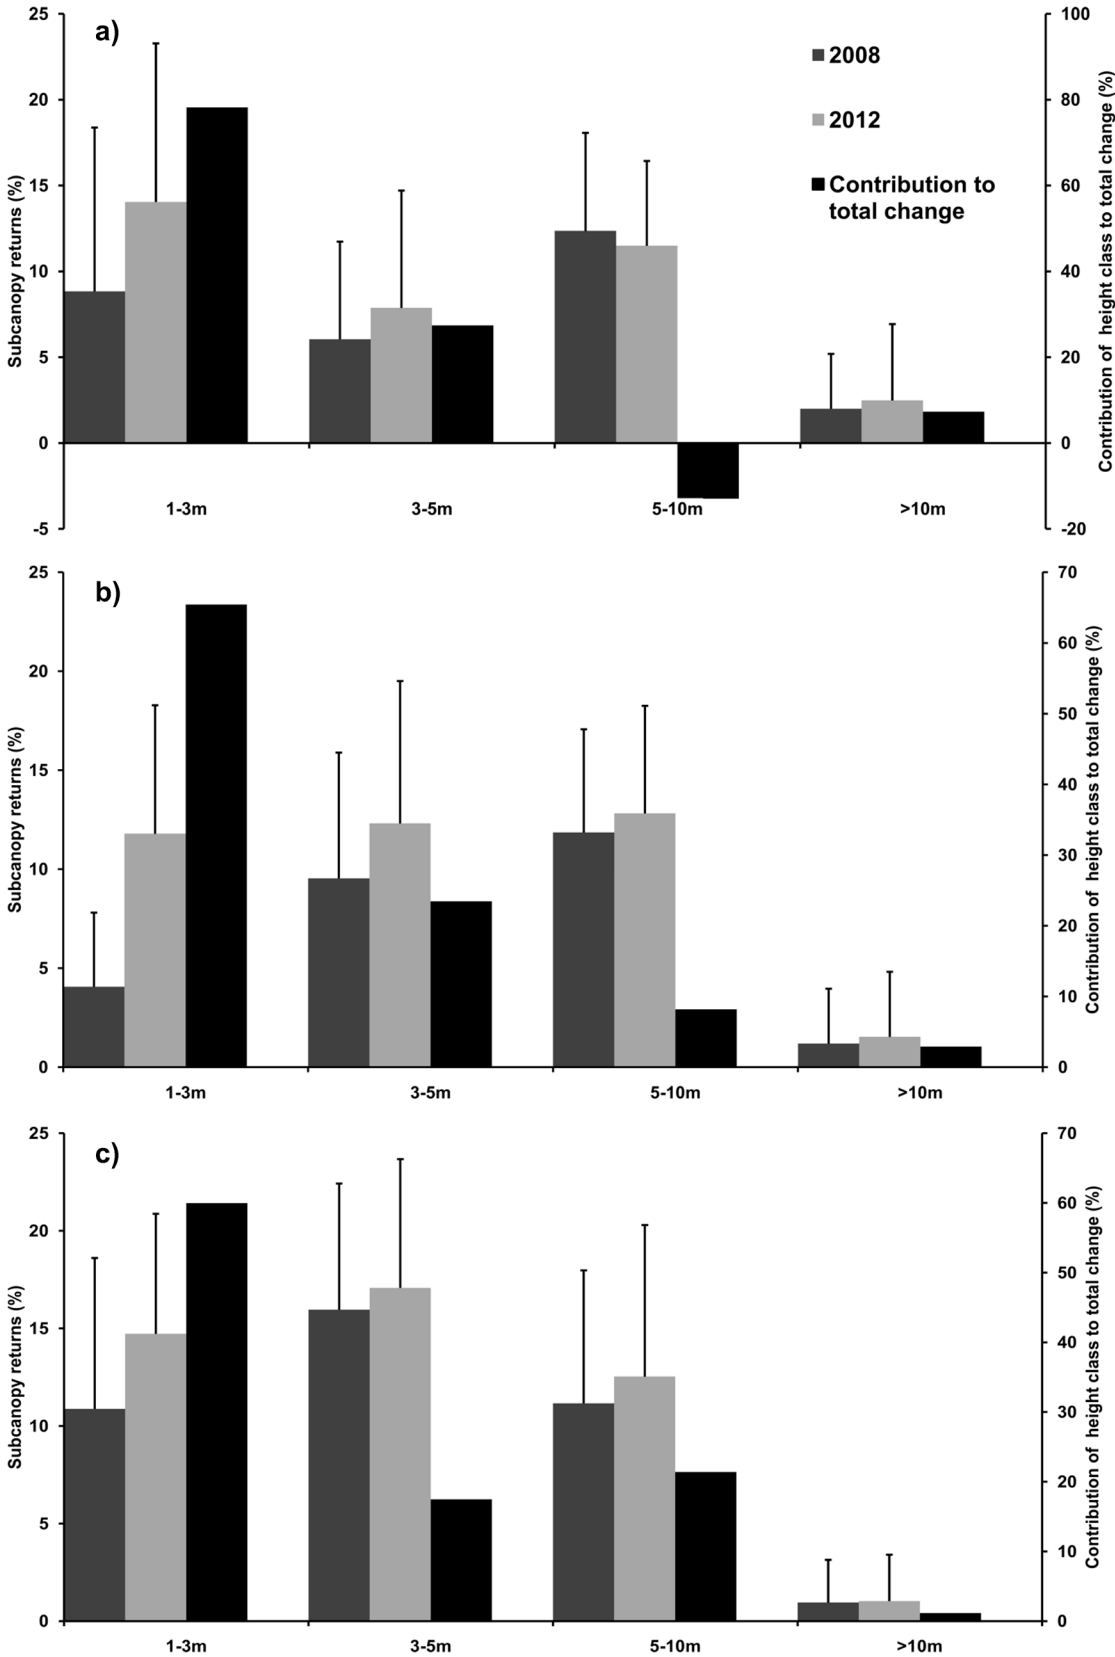 a)
2008
2012
Contribution to
total change
Subcanopy returns (%)
25
20
15
10
5
0
-5
100
80
60
40
20
0
-20
Contribution of height class to total change (%)
1-3m
3-5m
5-10m
>10m
b)
Subcanopy returns (%)
25
20
15
10
5
0
70
60
50
40
30
20
10
0
Contribution of height class to total change (%)
1-3m
3-5m
5-10m
>10m
c)
Subcanopy returns (%)
25
20
15
10
5
0
70
60
50
40
30
20
10
0
Contribution of height class to total change (%)
1-3m
3-5m
5-10m
>10m